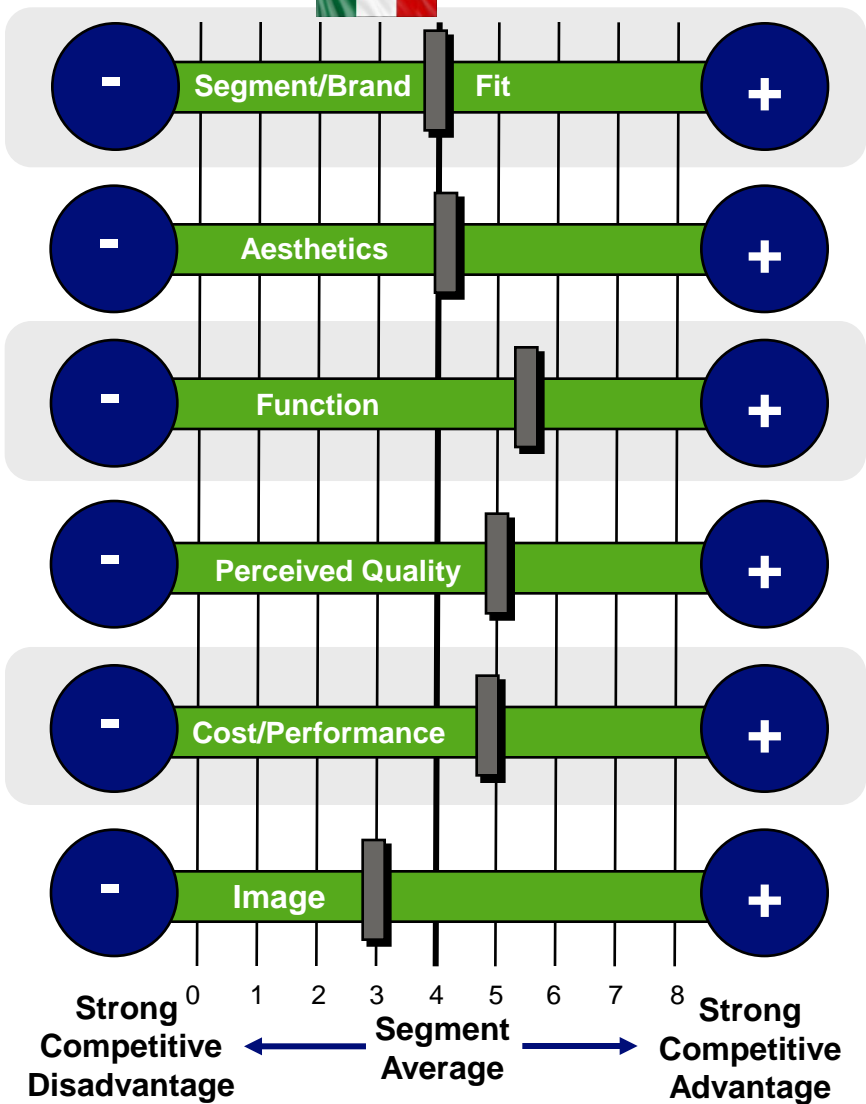 - Segment/Brand Fit +
- Aesthetics +
- Function +
- Perceived Quality +
- Cost/Performance +
- Image +
0 1 2 3 4 5 6 7 8
Strong
Competitive
Disadvantage
Segment
Average
Strong
Competitive
Advantage